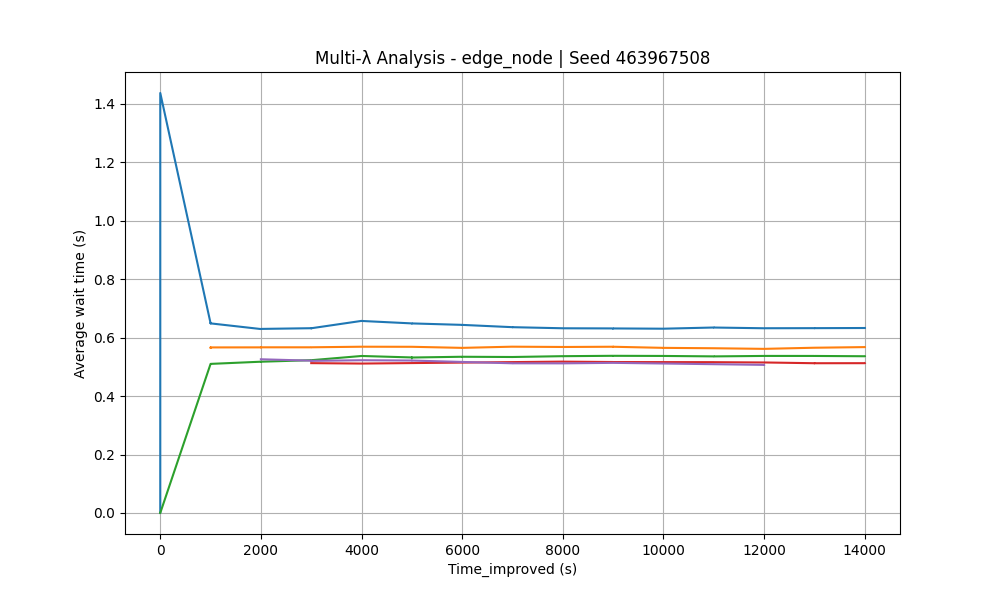 Multi-λ Analysis - edge_node | Seed 463967508
Average wait time (s)
1.4
1.2
1.0
0.8
0.6
0.4
0.2
0.0
0 2000 4000 6000 8000 10000 12000 14000
Time_improved (s)